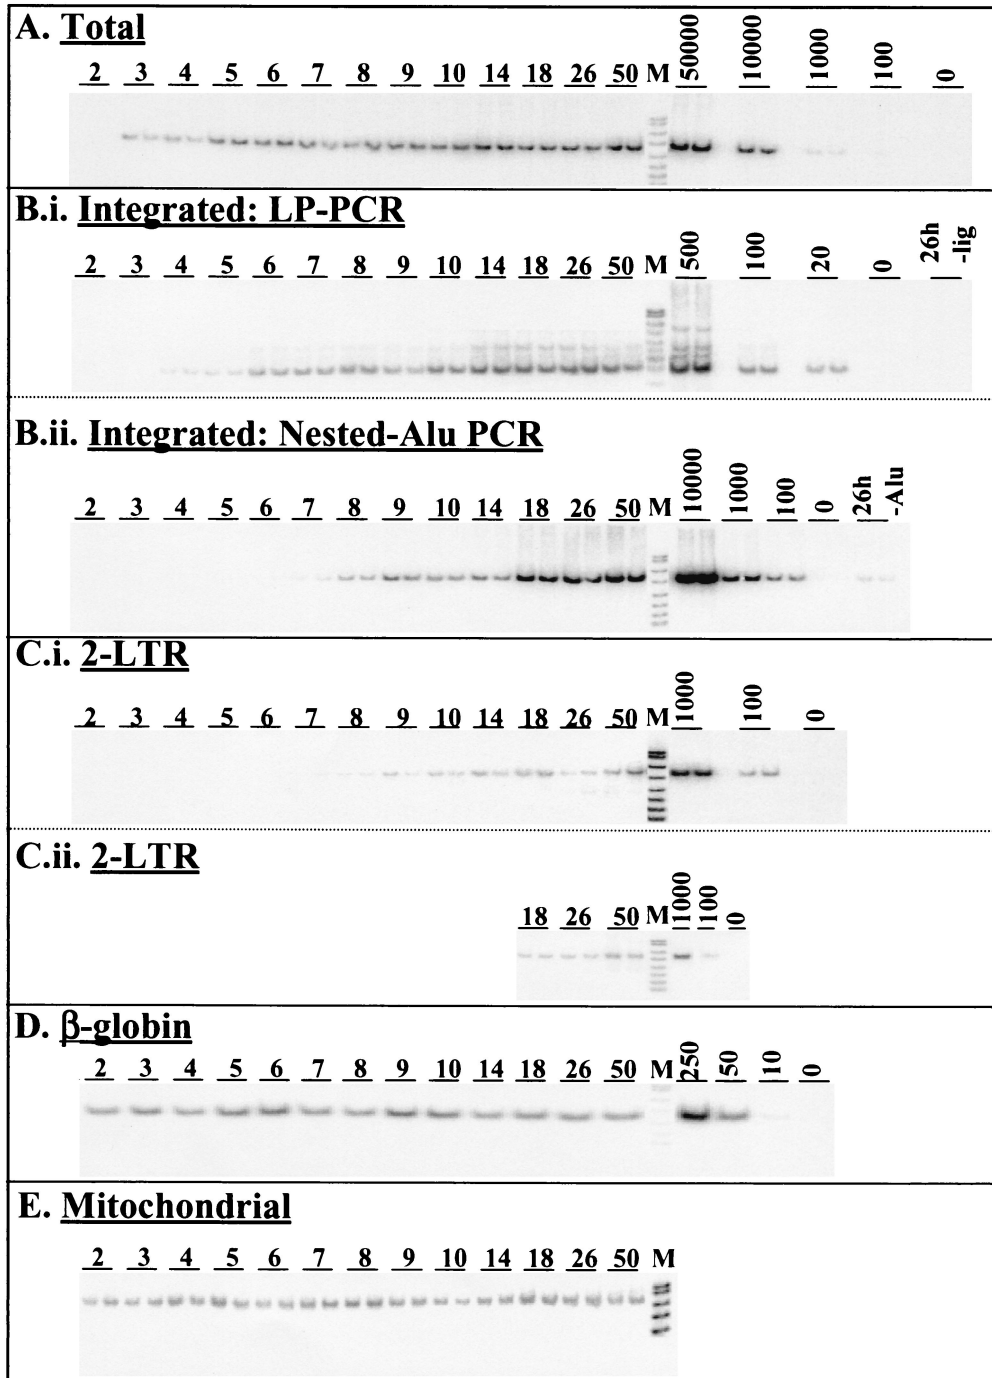 A. Total
2 3 4 5 6 7 8 9 10 14 18 26 50 M 50000 10000 1000 100 0
B.i. Integrated: LP-PCR
2 3 4 5 6 7 8 9 10 14 18 26 50 M 500 100 20 0 26h -lig
B.ii. Integrated: Nested-Alu PCR
2 3 4 5 6 7 8 9 10 14 18 26 50 M 10000 1000 100 0 26h -Alu
C.i. 2-LTR
2 3 4 5 6 7 8 9 10 14 18 26 50 M 1000 100 0
C.ii. 2-LTR
18 26 50 M 1000 100 0
D. β-globin
2 3 4 5 6 7 8 9 10 14 18 26 50 M 250 50 10 0
E. Mitochondrial
2 3 4 5 6 7 8 9 10 14 18 26 50 M